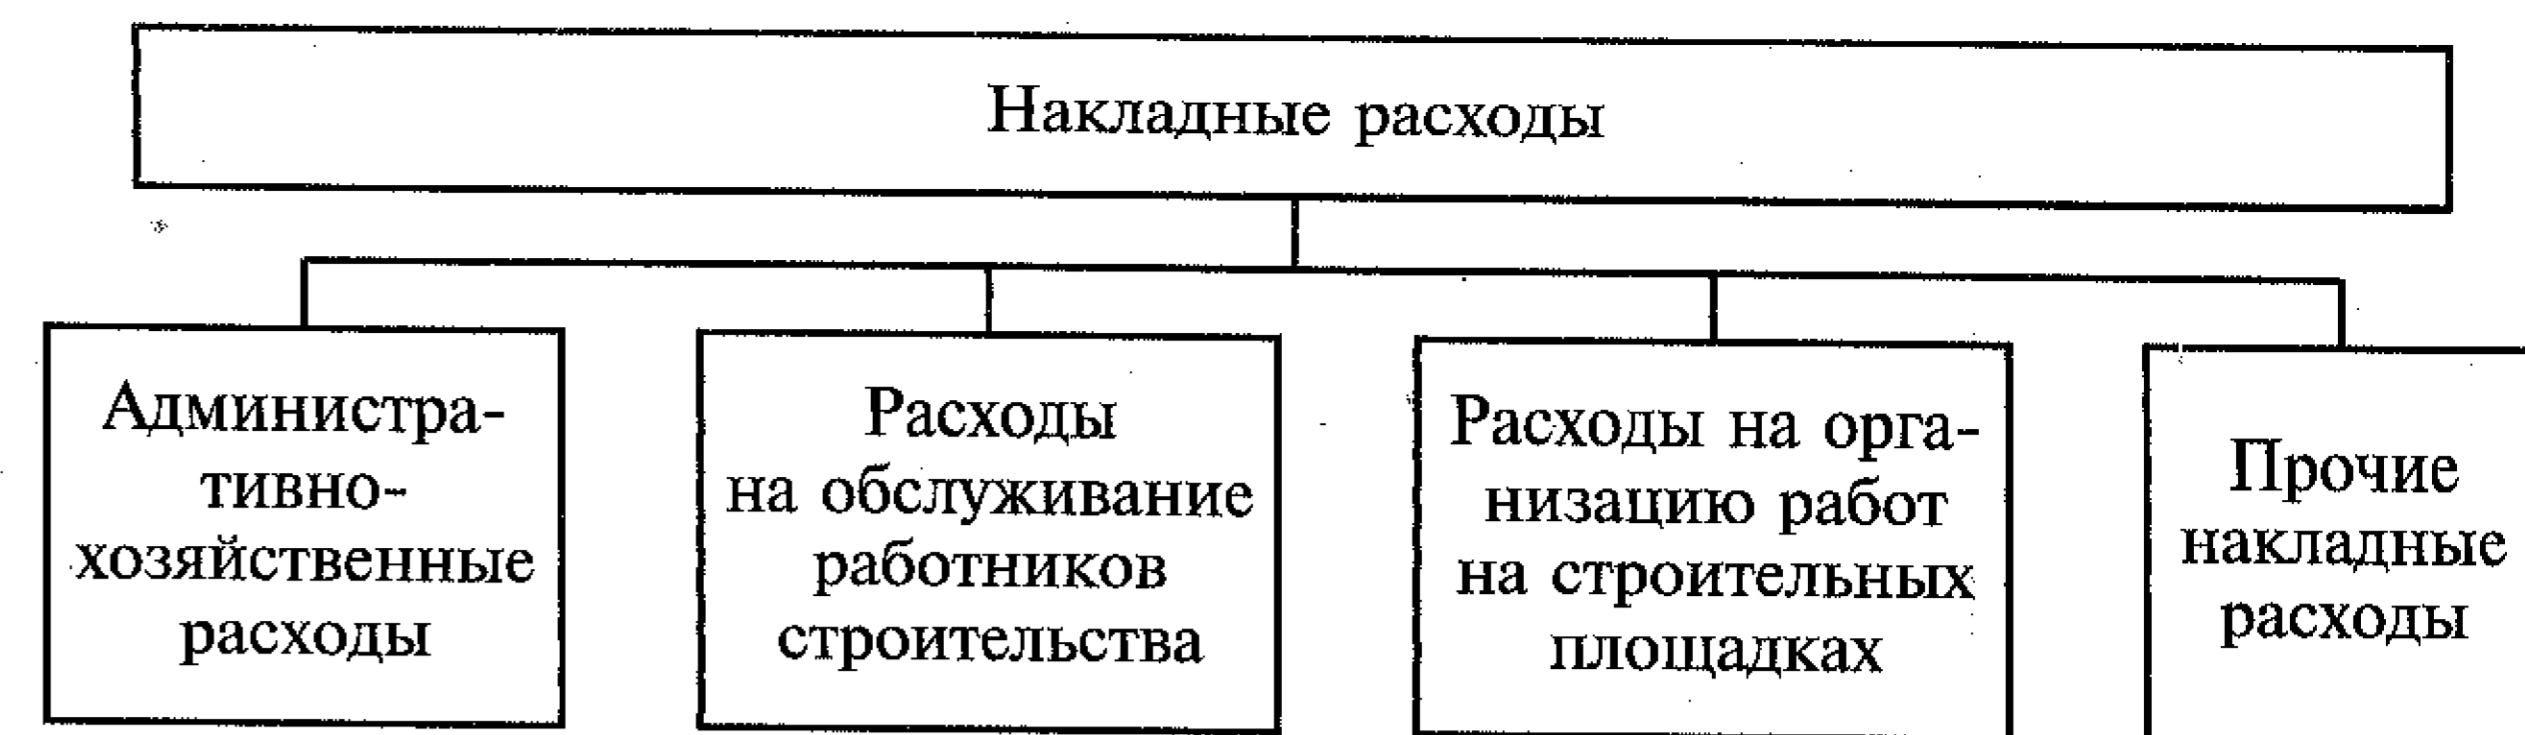 Накладные расходы
Администра-
тивно-
хозяйственные
расходы
Расходы
на обслуживание
работников
строительства
Расходы на орга-
низацию работ
на строительных
площадках
Прочие
накладные
расходы